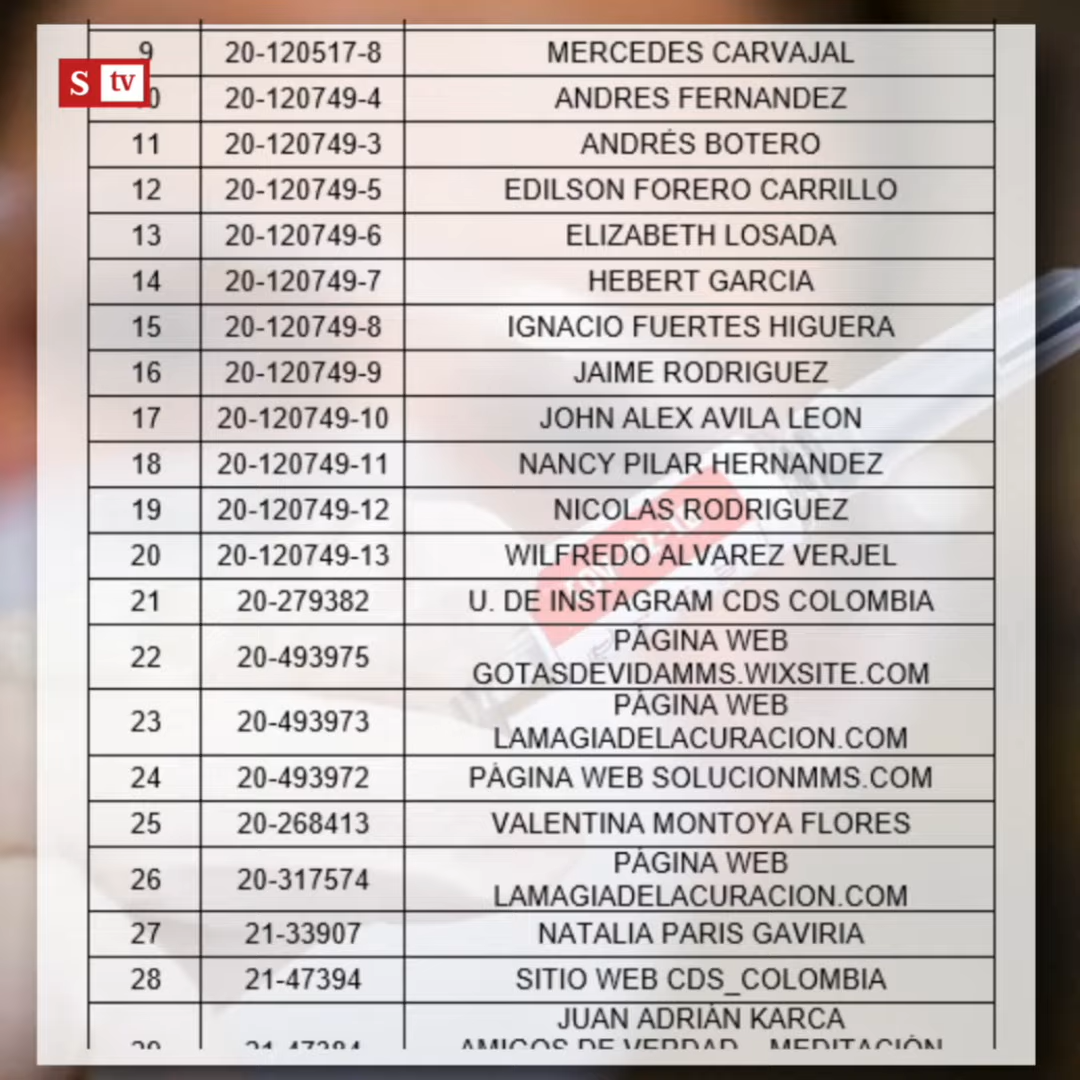 9 20-120517-8 MERCEDES CARVAJAL
S tv
0 20-120749-4 ANDRES FERNANDEZ
11 20-120749-3 ANDRÉS BOTERO
12 20-120749-5 EDILSON FORERO CARRILLO
13 20-120749-6 ELIZABETH LOSADA
14 20-120749-7 HEBERT GARCIA
15 20-120749-8 IGNACIO FUERTES HIGUERA
16 20-120749-9 JAIME RODRIGUEZ
17 20-120749-10 JOHN ALEX AVILA LEON
18 20-120749-11 NANCY PILAR HERNANDEZ
19 20-120749-12 NICOLAS RODRIGUEZ
20 20-120749-13 WILFREDO ALVAREZ VERJEL
21 20-279382 U. DE INSTAGRAM CDS COLOMBIA
22 20-493975 PÁGINA WEB
GOTASDEVIDAMMS.WIXSITE.COM
23 20-493973 PÁGINA WEB
LAMAGIADELACURACION.COM
24 20-493972 PÁGINA WEB SOLUCIONMMS.COM
25 20-268413 VALENTINA MONTOYA FLORES
26 20-317574 PÁGINA WEB
LAMAGIADELACURACION.COM
27 21-33907 NATALIA PARIS GAVIRIA
28 21-47394 SITIO WEB CDS_COLOMBIA
JUAN ADRIÁN KARCA
AMIGOS DE VERDAD MEDITACIÓN